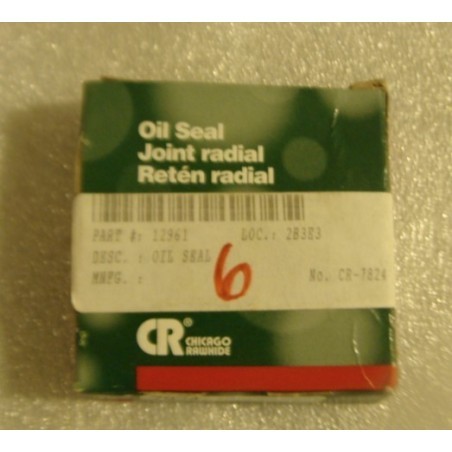 Oil Seal
Joint radial
Retén radial
PART #: 12961 LOC.: 2B3E3
DESC. : OIL SEAL
6
MNFG. : No. CR-7824
CR®
CHICAGO
RAWHIDE